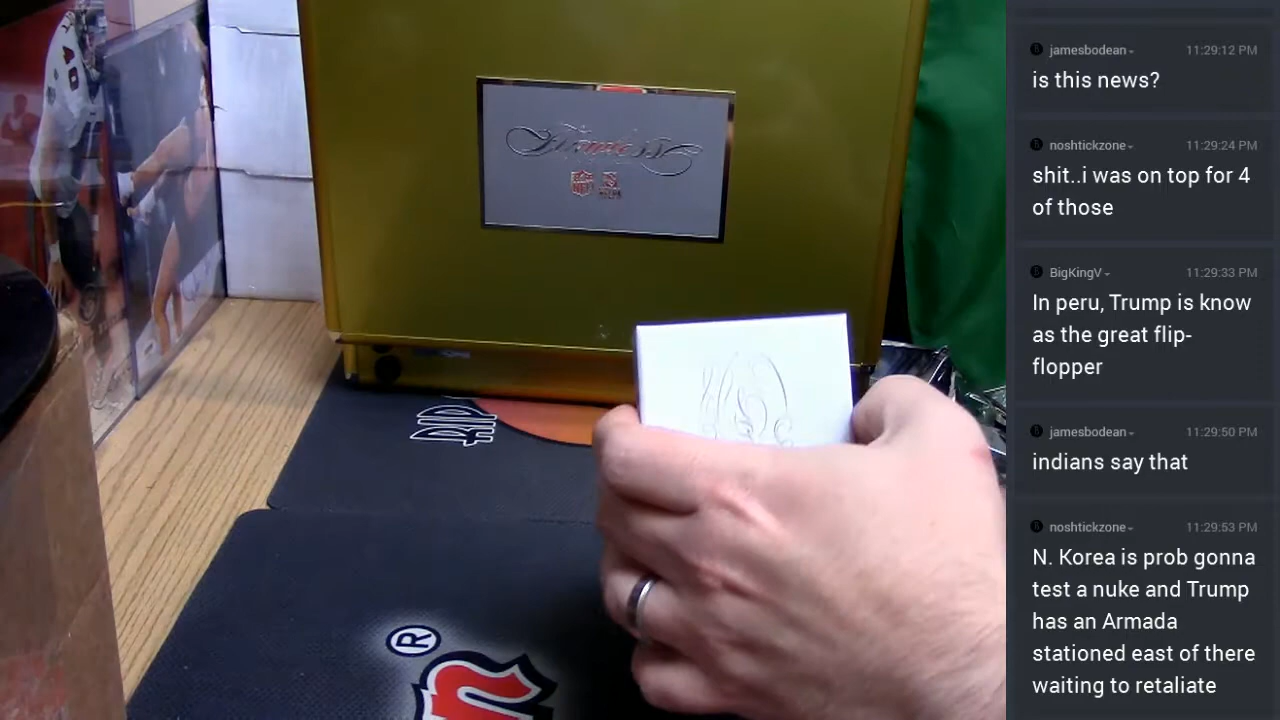 Flawless
NFL
RIP
®
jamesbodean
11:29:12 PM
is this news?
noshtickzone
11:29:24 PM
shit..i was on top for 4
of those
BigKingV
11:29:33 PM
In peru, Trump is know
as the great flip-
flopper
jamesbodean
11:29:50 PM
indians say that
noshtickzone
11:29:53 PM
N. Korea is prob gonna
test a nuke and Trump
has an Armada
stationed east of there
waiting to retaliate